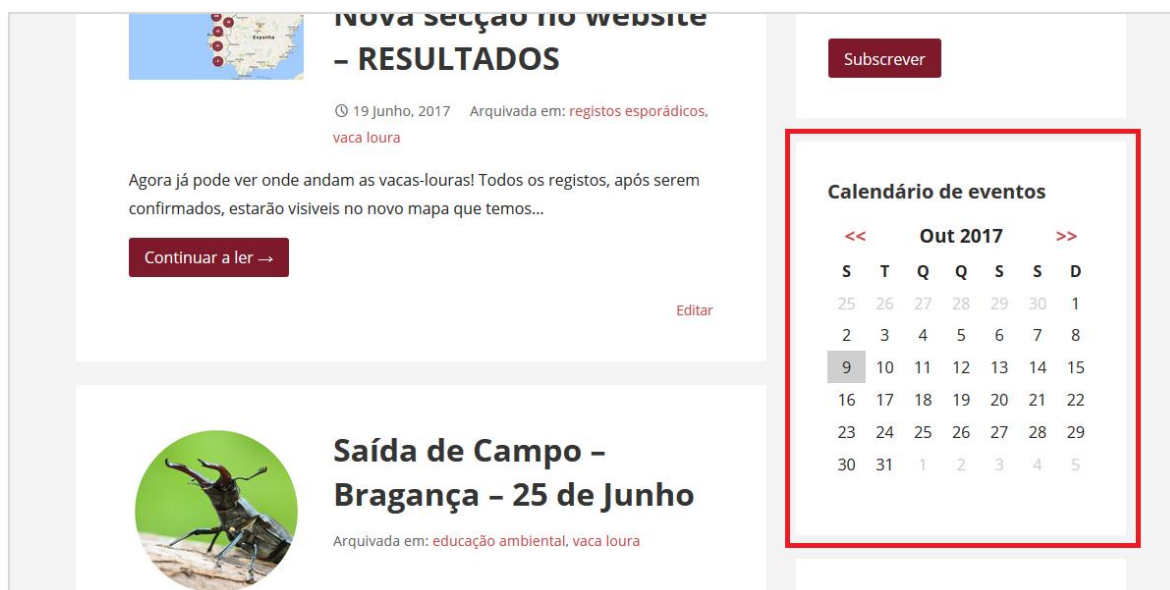 Nova secção no website
– RESULTADOS
19 Junho, 2017 Arquivada em: registos esporádicos,
vaca loura
Agora já pode ver onde andam as vacas-louras! Todos os registos, após serem
confirmados, estarão visiveis no novo mapa que temos...
Continuar a ler →
Editar
Saída de Campo –
Bragança – 25 de Junho
Arquivada em: educação ambiental, vaca loura
Subscrever
Calendário de eventos
<< Out 2017 >>
S T Q Q S S D
25 26 27 28 29 30 1
2 3 4 5 6 7 8
9 10 11 12 13 14 15
16 17 18 19 20 21 22
23 24 25 26 27 28 29
30 31 1 2 3 4 5